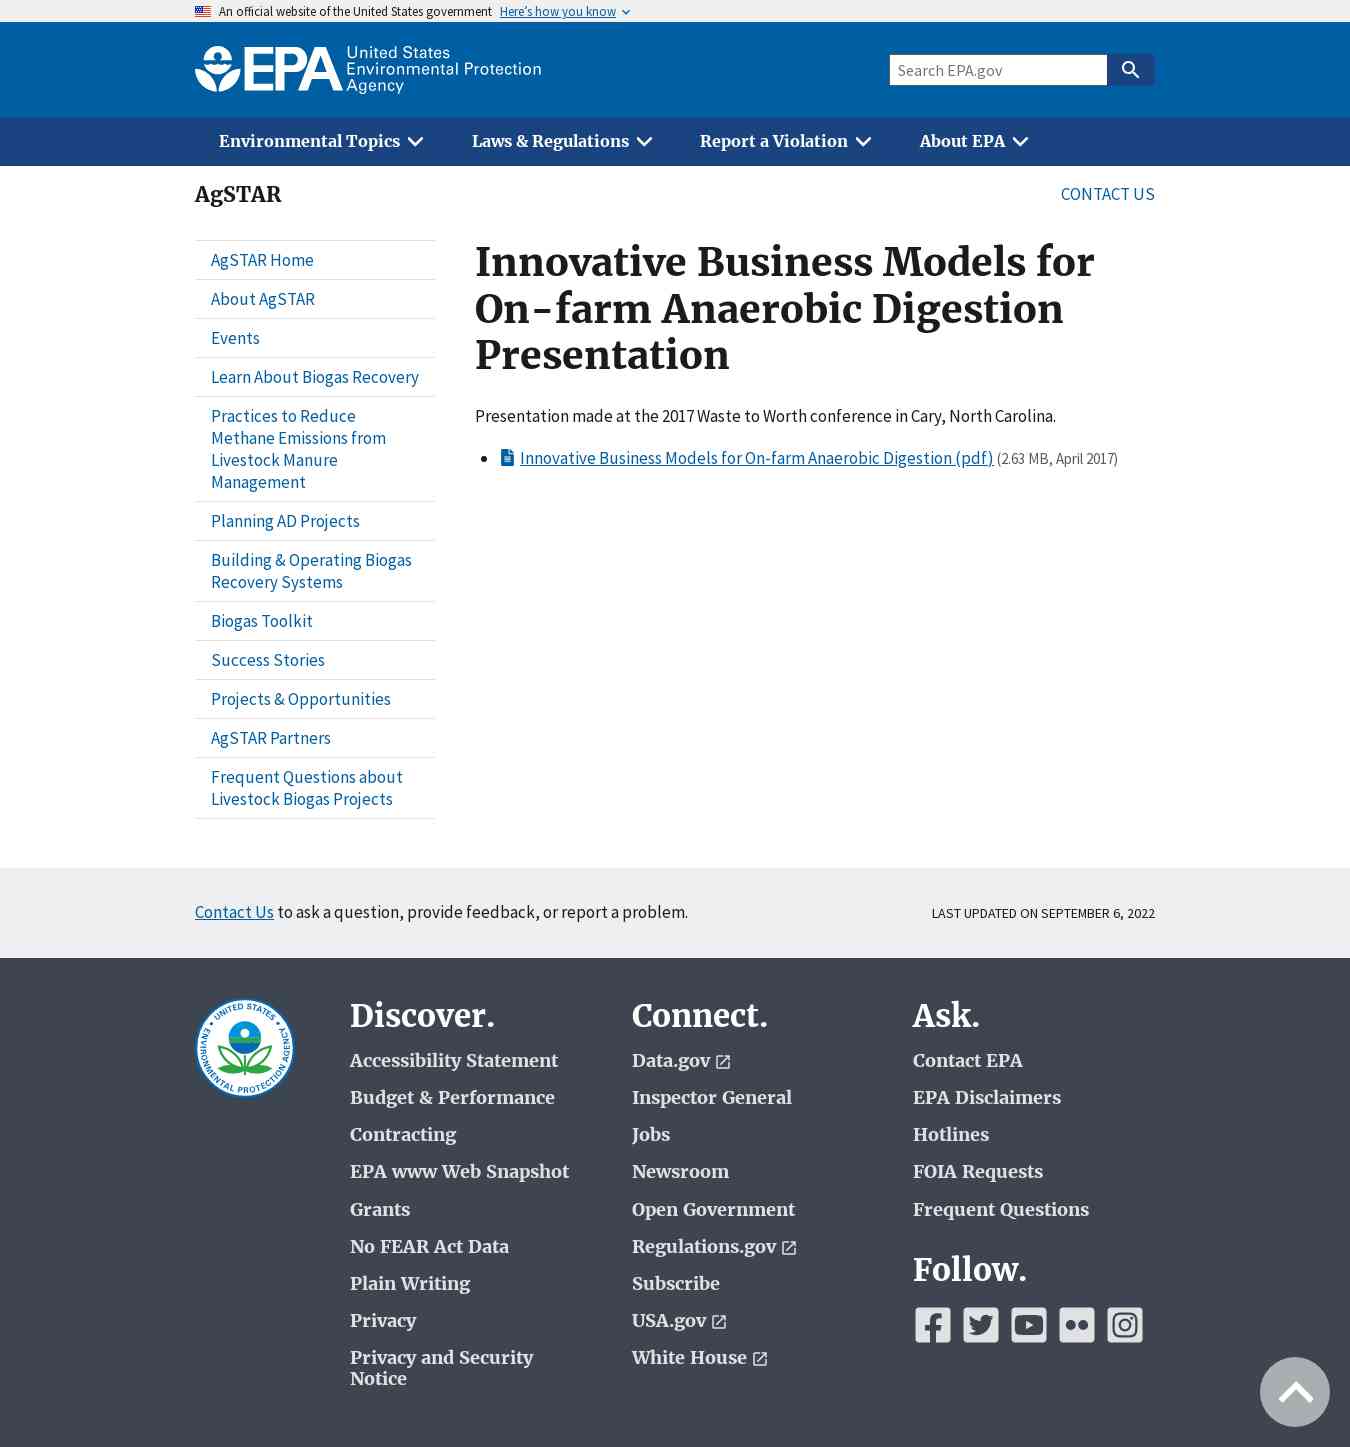 An official website of the United States government Here's how you know
EPA United States
Environmental Protection
Agency
Search EPA.gov
Environmental Topics
Laws & Regulations
Report a Violation
About EPA
AgSTAR
CONTACT US
AgSTAR Home
About AgSTAR
Events
Learn About Biogas Recovery
Practices to Reduce
Methane Emissions from
Livestock Manure
Management
Planning AD Projects
Building & Operating Biogas
Recovery Systems
Biogas Toolkit
Success Stories
Projects & Opportunities
AgSTAR Partners
Frequent Questions about
Livestock Biogas Projects
Innovative Business Models for
On-farm Anaerobic Digestion
Presentation
Presentation made at the 2017 Waste to Worth conference in Cary, North Carolina.
Innovative Business Models for On-farm Anaerobic Digestion (pdf) (2.63 MB, April 2017)
Contact Us to ask a question, provide feedback, or report a problem.
LAST UPDATED ON SEPTEMBER 6, 2022
UNITED STATES
ENVIRONMENTAL PROTECTION AGENCY
Discover.
Accessibility Statement
Budget & Performance
Contracting
EPA www Web Snapshot
Grants
No FEAR Act Data
Plain Writing
Privacy
Privacy and Security
Notice
Connect.
Data.gov
Inspector General
Jobs
Newsroom
Open Government
Regulations.gov
Subscribe
USA.gov
White House
Ask.
Contact EPA
EPA Disclaimers
Hotlines
FOIA Requests
Frequent Questions
Follow.